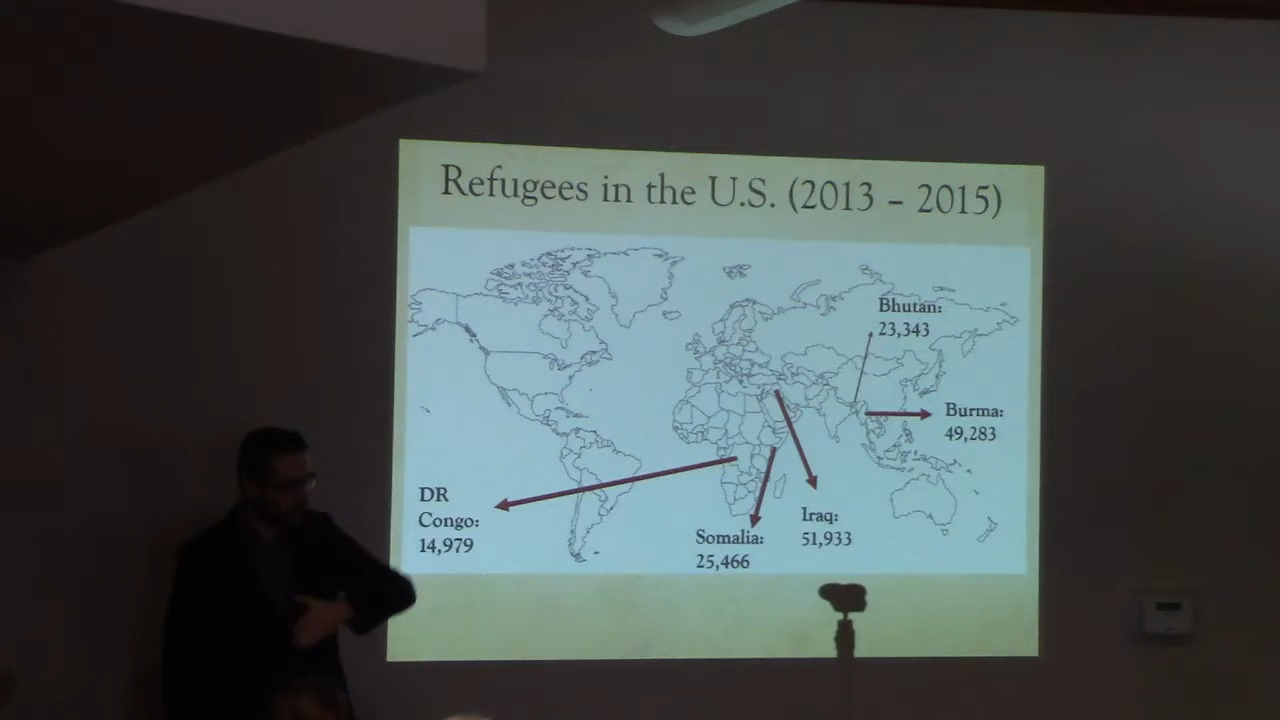 Refugees in the U.S. (2013 – 2015)
Bhutan:
23,343
Burma:
49,283
DR
Congo:
14,979
Somalia:
25,466
Iraq:
51,933